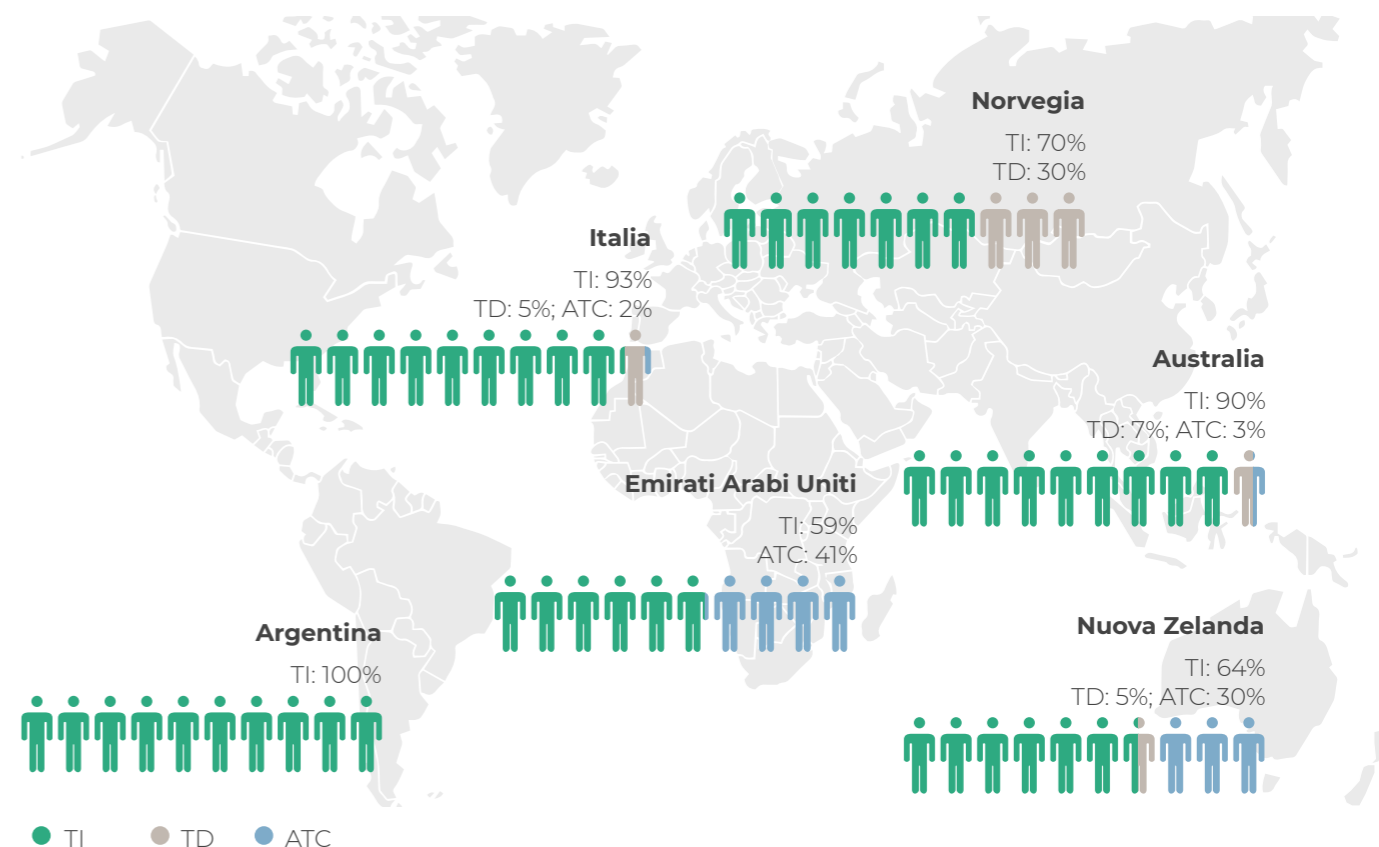 Norvegia
TI: 70%
TD: 30%
Italia
TI: 93%
TD: 5%; ATC: 2%
Australia
TI: 90%
TD: 7%; ATC: 3%
Emirati Arabi Uniti
TI: 59%
ATC: 41%
Argentina
TI: 100%
Nuova Zelanda
TI: 64%
TD: 5%; ATC: 30%
TI
TD
ATC